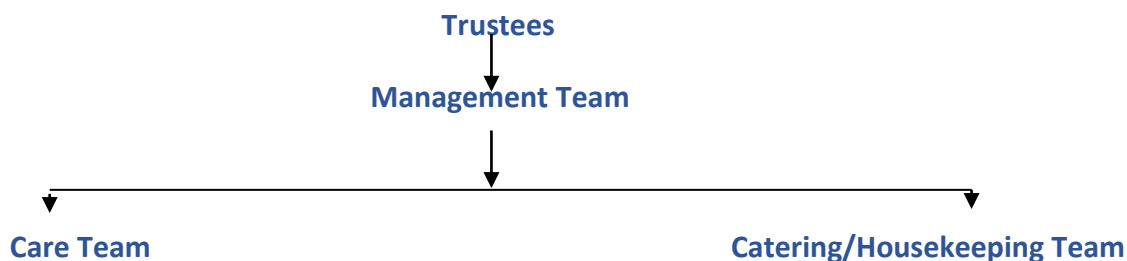 Trustees
Management Team
Care Team
Catering/Housekeeping Team